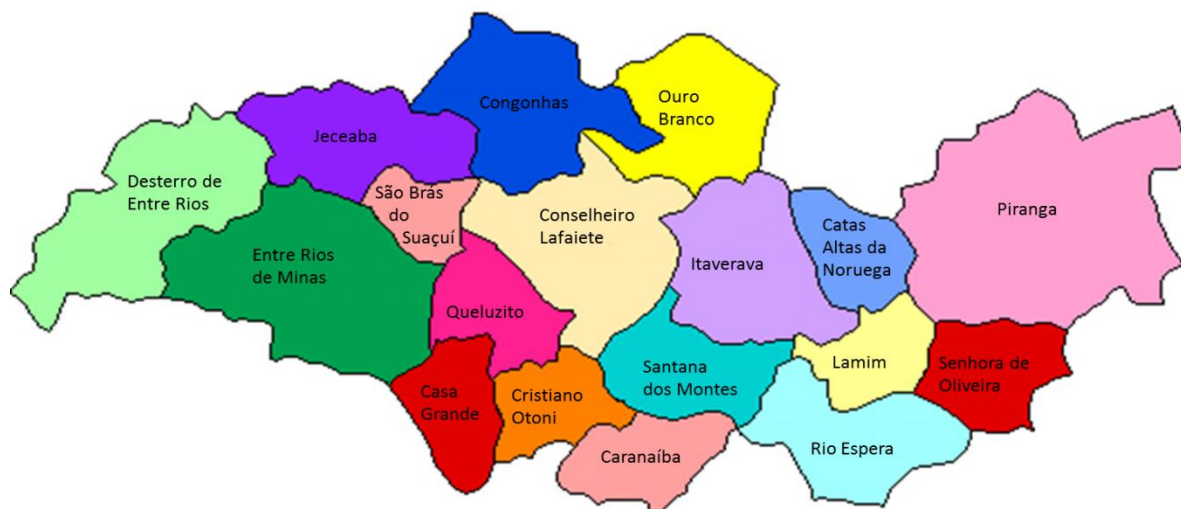 Congonhas
Ouro
Branco
Jeceaba
Desterro de
Entre Rios
São Brás
do
Suaçuí
Conselheiro
Lafaiete
Catas
Altas da
Noruega
Piranga
Entre Rios
de Minas
Itaverava
Queluzito
Santana
dos Montes
Lamim
Senhora de
Oliveira
Casa
Grande
Cristiano
Otoni
Caranaíba
Rio Espera